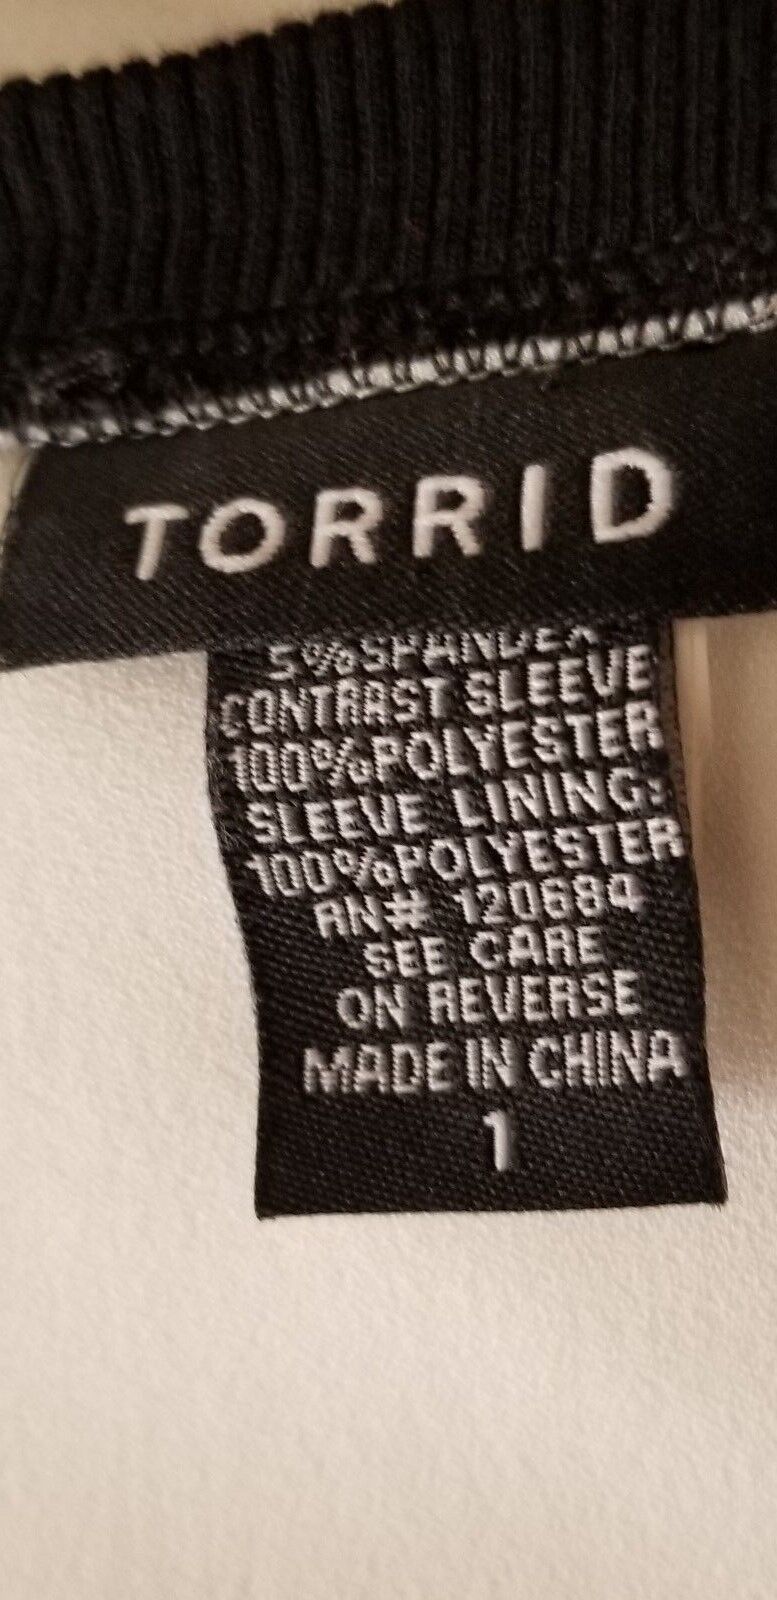 TORRID
5%SPANDEX
CONTRAST SLEEVE
100%POLYESTER
SLEEVE LINING:
100%POLYESTER
RN# 120684
SEE CARE
ON REVERSE
MADE IN CHINA
1